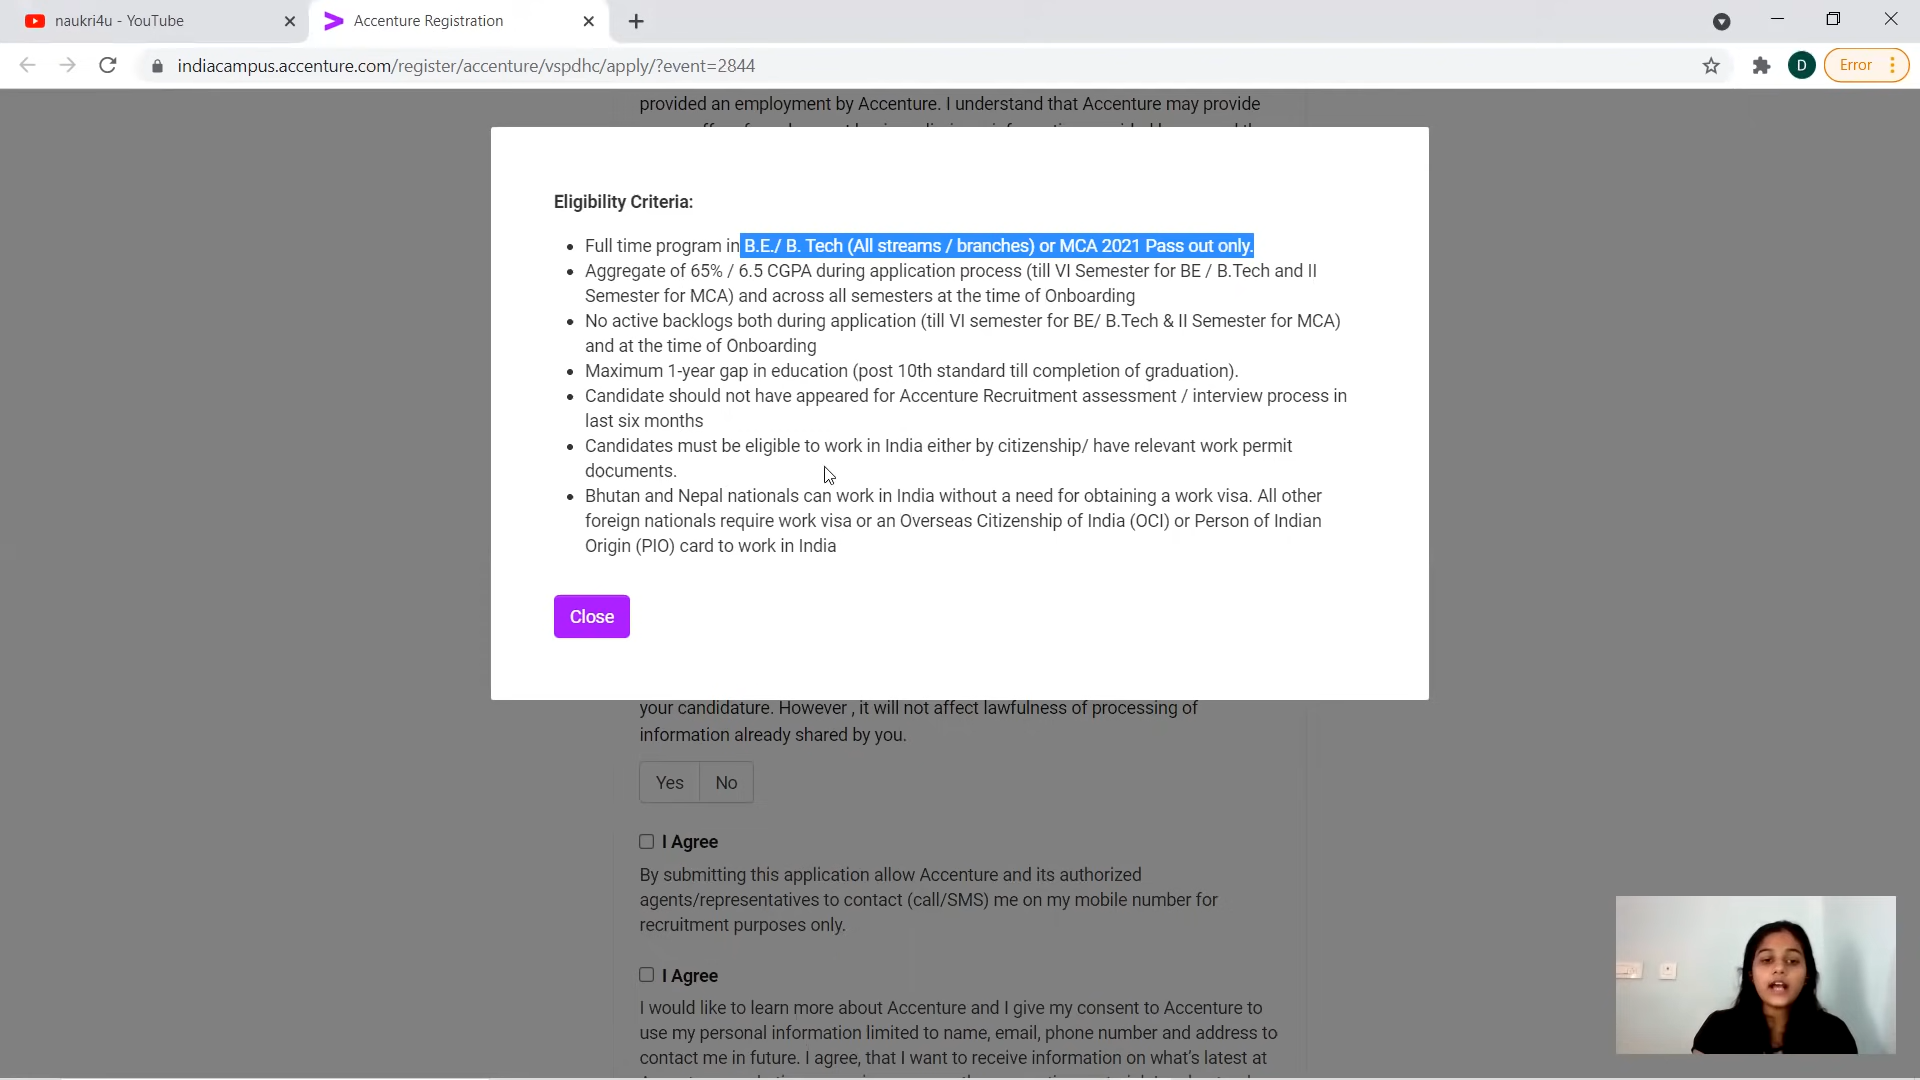 naukri4u - YouTube
Accenture Registration
indiacampus.accenture.com/register/accenture/vspdhc/apply/?event=2844
D
Error
provided an employment by Accenture. I understand that Accenture may provide
Eligibility Criteria:
Full time program in B.E./ B. Tech (All streams / branches) or MCA 2021 Pass out only.
Aggregate of 65% / 6.5 CGPA during application process (till VI Semester for BE / B.Tech and II
Semester for MCA) and across all semesters at the time of Onboarding
No active backlogs both during application (till VI semester for BE/ B.Tech & II Semester for MCA)
and at the time of Onboarding
Maximum 1-year gap in education (post 10th standard till completion of graduation).
Candidate should not have appeared for Accenture Recruitment assessment / interview process in
last six months
Candidates must be eligible to work in India either by citizenship/ have relevant work permit
documents.
Bhutan and Nepal nationals can work in India without a need for obtaining a work visa. All other
foreign nationals require work visa or an Overseas Citizenship of India (OCI) or Person of Indian
Origin (PIO) card to work in India
Close
your candidature. However , it will not affect lawfulness of processing of
information already shared by you.
Yes No
I Agree
By submitting this application allow Accenture and its authorized
agents/representatives to contact (call/SMS) me on my mobile number for
recruitment purposes only.
I Agree
I would like to learn more about Accenture and I give my consent to Accenture to
use my personal information limited to name, email, phone number and address to
contact me in future. I agree, that I want to receive information on what's latest at